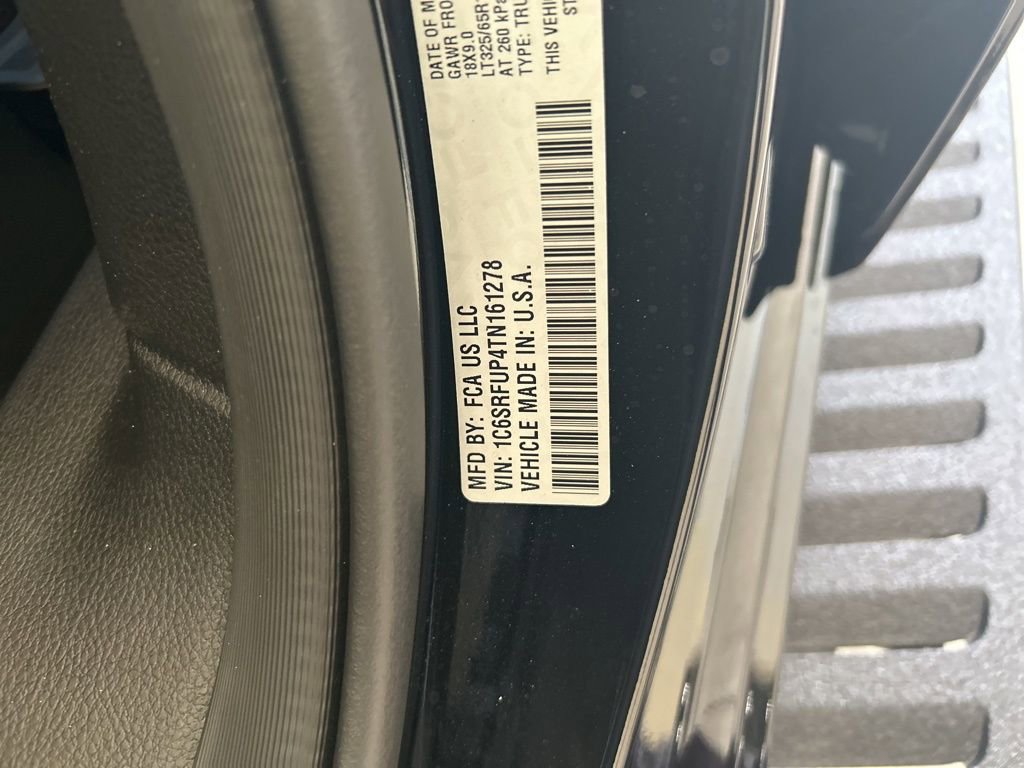 MFD BY: FCA US LLC
VIN: 1C6SRFUP4TN161278
VEHICLE MADE IN: U.S.A.
DATE OF M
GAWR FRO
18X9.0
LT325/65R
AT 260 kPa
TYPE: TRU
THIS VEHI
ST